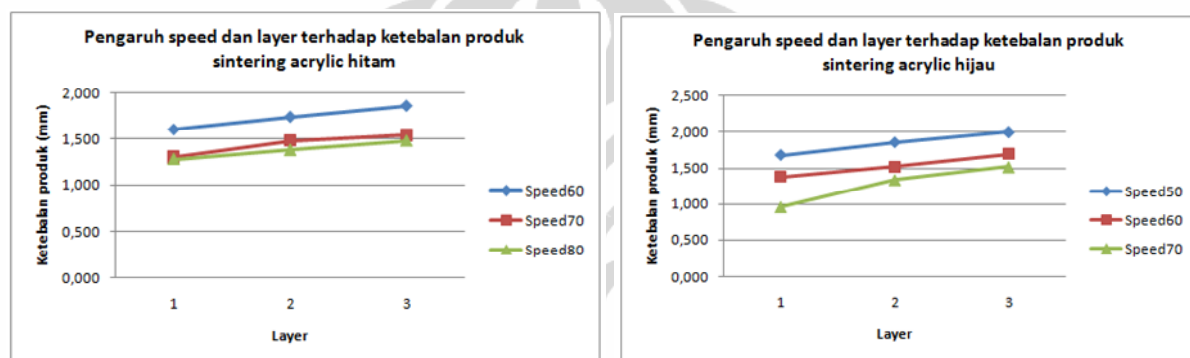 Pengaruh speed dan layer terhadap ketebalan produk
sintering acrylic hitam
Ketebalan produk (mm)
2,000
1,500
1,000
0,500
0,000
1 2 3
Layer
Speed60
Speed70
Speed80
Pengaruh speed dan layer terhadap ketebalan produk
sintering acrylic hijau
Ketebalan produk (mm)
2,500
2,000
1,500
1,000
0,500
0,000
1 2 3
Layer
Speed50
Speed60
Speed70